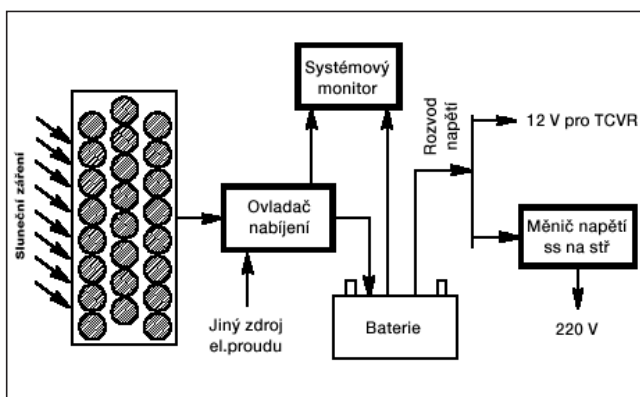 Sluneční záření
Systémový
monitor
Ovladač
nabíjení
Jiný zdroj
el.proudu
Baterie
Rozvod
napětí
12 V pro TCVR
Měnič napětí
ss na stř
220 V